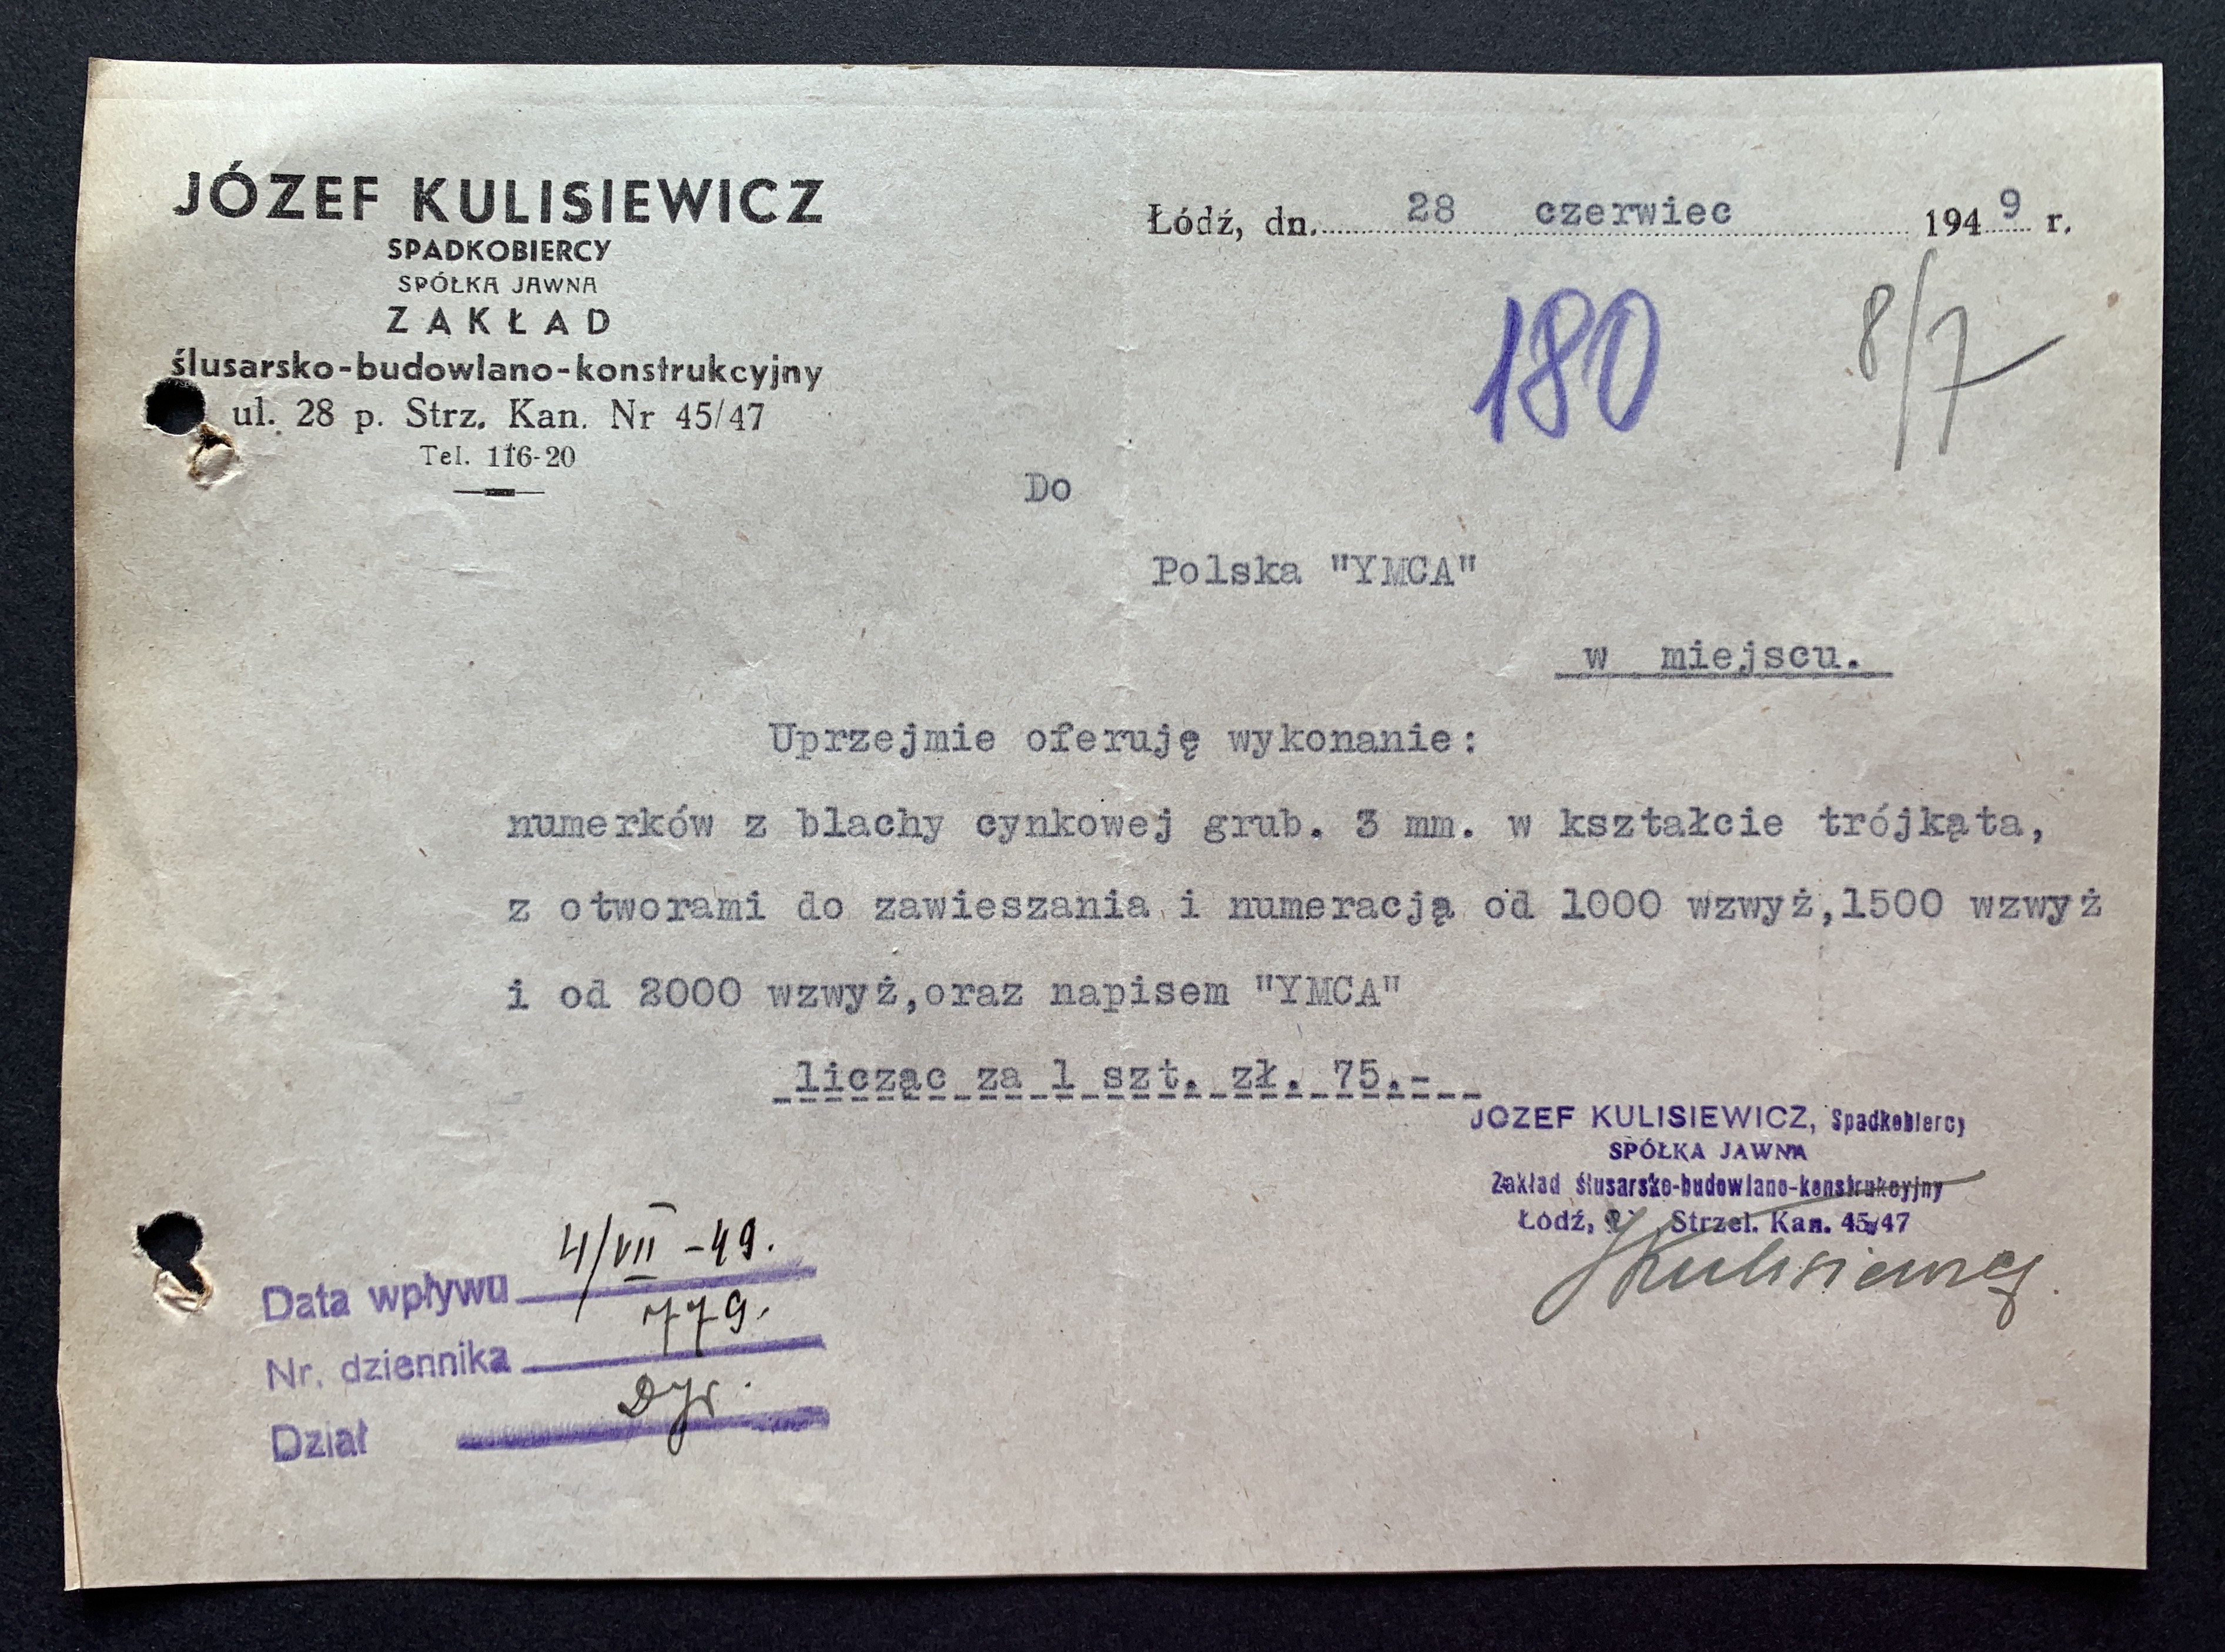 JÓZEF KULISIEWICZ
SPADKOBIERCY
SPÓŁKA JAWNA
ZAKŁAD
ślusarsko-budowlano-konstrukcyjny
ul. 28 p. Strz. Kan. Nr 45/47
Tel. 116-20
Łódź, dn. 28 czerwiec 1949 r.
180
8/7
Do
Polska "YMCA"
w miejscu.
Uprzejmie oferuję wykonanie:
numerków z blachy cynkowej grub. 3 mm. w kształcie trójkąta,
z otworami do zawieszania i numeracją od 1000 wzwyż,1500 wzwyż
i od 2000 wzwyż,oraz napisem "YMCA"
licząc za 1 szt. zł. 75.-
JÓZEF KULISIEWICZ, Spadkobiercy
SPÓŁKA JAWNA
Zakład ślusarsko-budowlano-konstrukcyjny
Łódź, Strzel. Kan. 45/47
JKulisiewicz
Data wpływu 4/VII-49.
Nr. dziennika 779.
Dział Dyr.